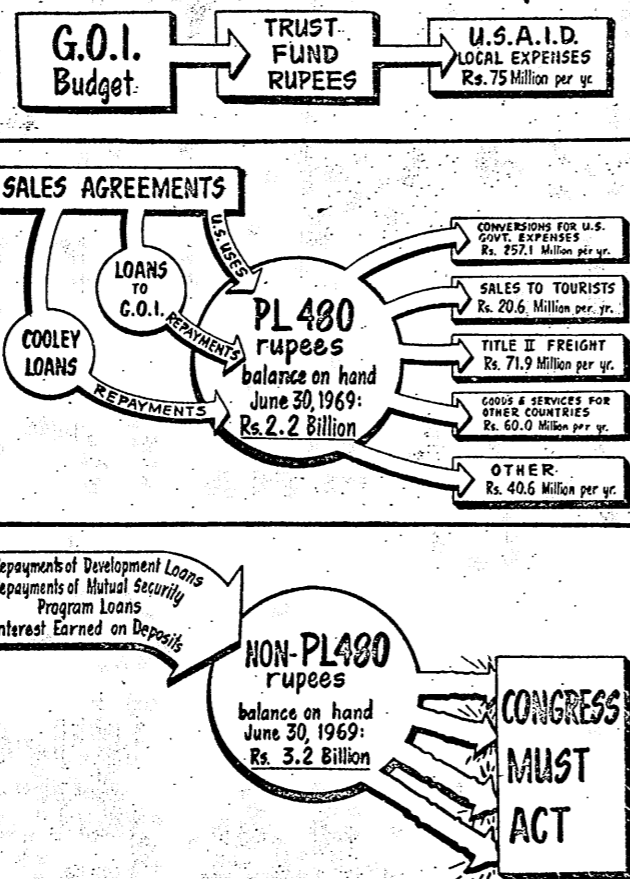 G.O.I.
Budget
TRUST
FUND
RUPEES
U.S.A.I.D.
LOCAL EXPENSES
Rs. 75 Million per yr
SALES AGREEMENTS
U.S. USES
LOANS
TO
G.O.I.
REPAYMENTS
COOLEY
LOANS
REPAYMENTS
PL 480
rupees
balance on hand
June 30, 1969:
Rs. 2.2 Billion
CONVERSIONS FOR U.S.
GOVT. EXPENSES
Rs. 257.1 Million per yr.
SALES TO TOURISTS
Rs. 20.6 Million per yr.
TITLE II FREIGHT
Rs. 71.9 Million per yr.
GOODS & SERVICES FOR
OTHER COUNTRIES
Rs. 60.0 Million per yr.
OTHER
Rs. 40.6 Million per yr.
epayments of Development Loans
epayments of Mutual Security
Program Loans
nterest Earned on Deposits
NON-PL480
rupees
balance on hand
June 30, 1969:
Rs. 3.2 Billion
CONGRESS
MUST
ACT